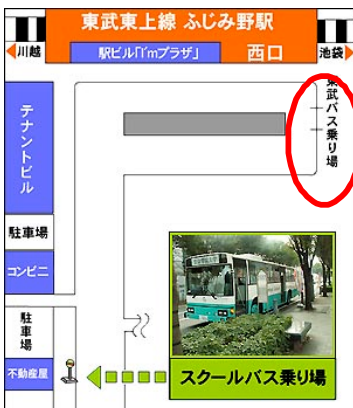 東武東上線 ふじみ野駅
川越
駅ビル「I'mプラザ」
西口
池袋
東武バス乗り場
テナントビル
駐車場
コンビニ
駐車場
不動産屋
スクールバス乗り場